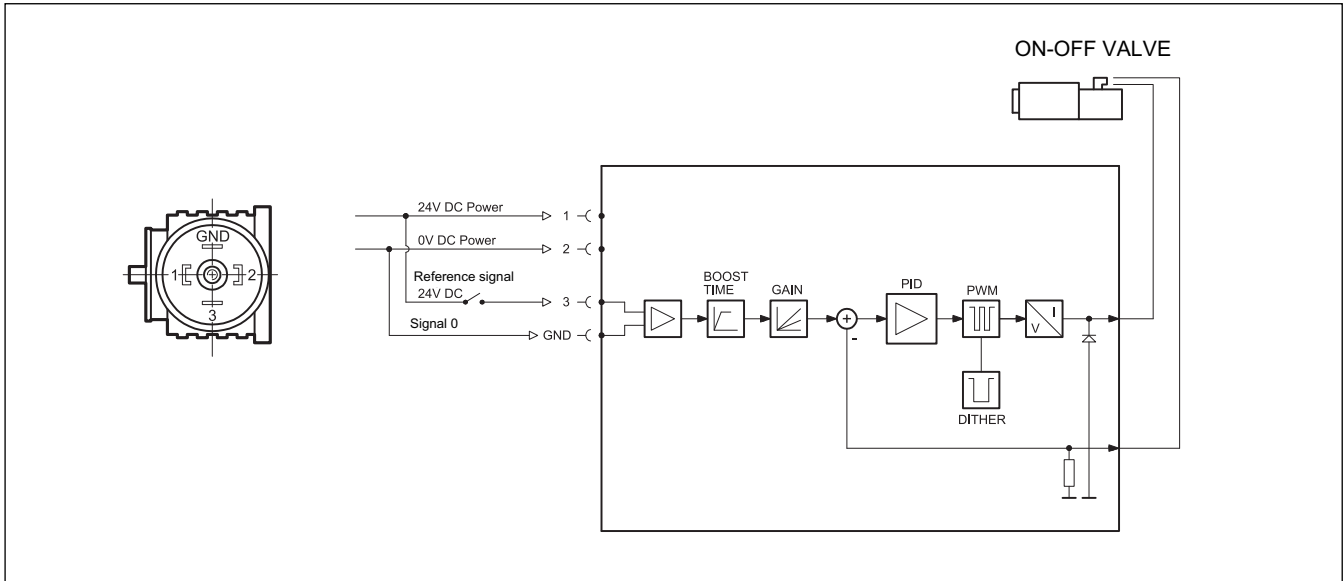 ON-OFF VALVE
GND
1
2
3
24V DC Power
1
0V DC Power
2
Reference signal
24V DC
3
Signal 0
GND
BOOST
TIME
GAIN
+
-
PID
PWM
V
I
DITHER